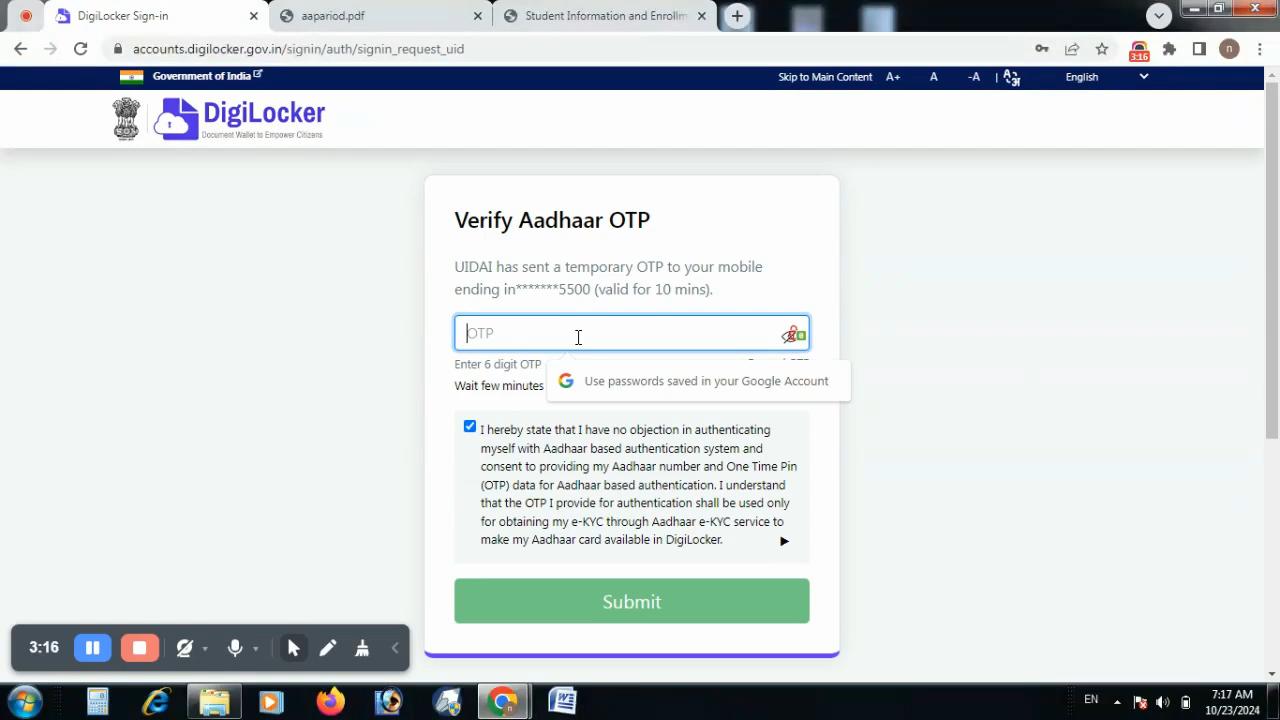 DigiLocker Sign-in
aapariod.pdf
Student Information and Enrollm
accounts.digilocker.gov.in/signin/auth/signin_request_uid
3:16
n
Government of India
Skip to Main Content A+ A -A | अ English
DigiLocker
Document Wallet to Empower Citizens
Verify Aadhaar OTP
UIDAI has sent a temporary OTP to your mobile
ending in*******5500 (valid for 10 mins).
OTP
Enter 6 digit OTP
Use passwords saved in your Google Account
Wait few minutes
I hereby state that I have no objection in authenticating
myself with Aadhaar based authentication system and
consent to providing my Aadhaar number and One Time Pin
(OTP) data for Aadhaar based authentication. I understand
that the OTP I provide for authentication shall be used only
for obtaining my e-KYC through Aadhaar e-KYC service to
make my Aadhaar card available in DigiLocker.
Submit
3:16
EN
7:17 AM
10/23/2024